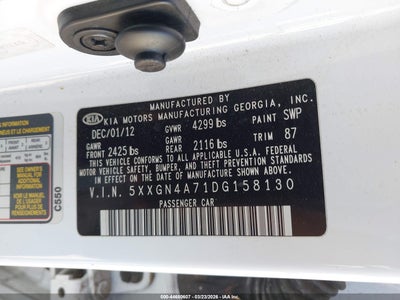 MANUFACTURED BY
KIA KIA MOTORS MANUFACTURING GEORGIA, INC.
DEC/01/12 GVWR 4299 lbs PAINT SWP
GAWR FRONT 2425 lbs GAWR REAR 2116 lbs TRIM 87
THIS VEHICLE CONFORMS TO ALL APPLICABLE U.S. FEDERAL
MOTOR VEHICLE SAFETY, BUMPER, AND THEFT PREVENTION STANDARDS
IN EFFECT ON THE DATE OF MANUFACTURE SHOWN ABOVE.
V.I.N. 5XXGN4A71DG158130
PASSENGER CAR
C550
FRONT
500-44680607 - 03/23/2026 - IAA